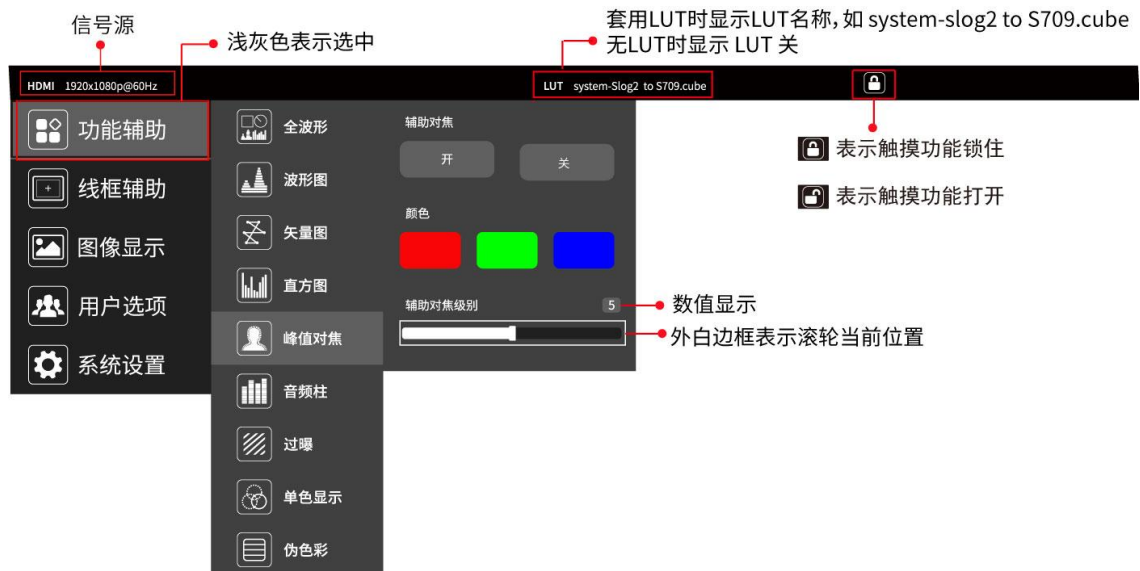 信号源
浅灰色表示选中
套用LUT时显示LUT名称, 如 system-slog2 to S709.cube
无LUT时显示 LUT 关
HDMI 1920x1080p@60Hz
LUT system-Slog2 to S709.cube
功能辅助
线框辅助
图像显示
用户选项
系统设置
全波形
波形图
矢量图
直方图
峰值对焦
音频柱
过曝
单色显示
伪色彩
辅助对焦
开
关
颜色
辅助对焦级别
5
数值显示
外白边框表示滚轮当前位置
表示触摸功能锁住
表示触摸功能打开